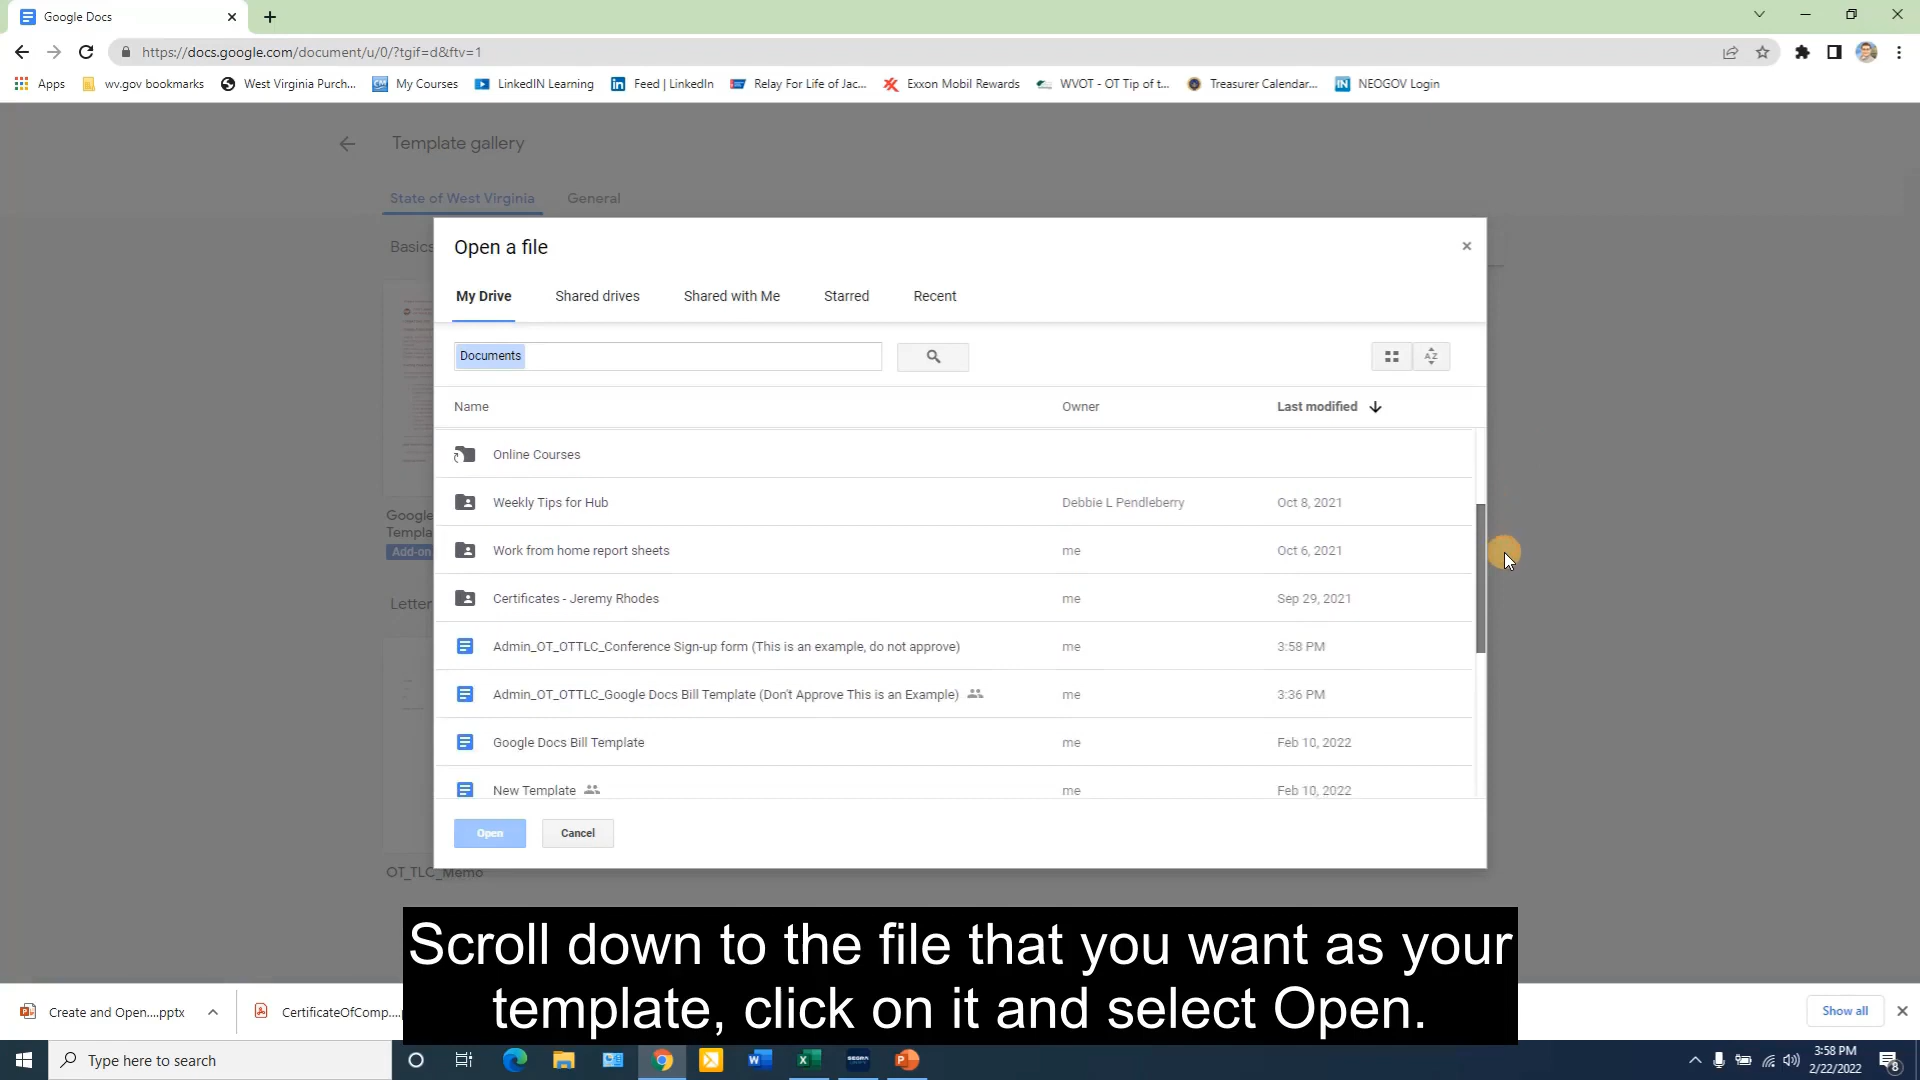 Google Docs
https://docs.google.com/document/u/0/?tgif=d&ftv=1
Apps
wv.gov bookmarks
West Virginia Purch...
My Courses
LinkedIN Learning
Feed | LinkedIn
Relay For Life of Jac...
Exxon Mobil Rewards
WVOT - OT Tip of t...
Treasurer Calendar...
NEOGOV Login
Template gallery
State of West Virginia
General
Basics
Open a file
My Drive
Shared drives
Shared with Me
Starred
Recent
Documents
Name
Owner
Last modified
Online Courses
Weekly Tips for Hub
Debbie L Pendleberry
Oct 8, 2021
Work from home report sheets
me
Oct 6, 2021
Certificates - Jeremy Rhodes
me
Sep 29, 2021
Admin_OT_OTTLC_Conference Sign-up form (This is an example, do not approve)
me
3:58 PM
Admin_OT_OTTLC_Google Docs Bill Template (Don't Approve This is an Example)
me
3:36 PM
Google Docs Bill Template
me
Feb 10, 2022
New Template
me
Feb 10, 2022
Open
Cancel
Google
Templa
Add-on
Letter
OT_TLC_Memo
Scroll down to the file that you want as your
template, click on it and select Open.
Create and Open....pptx
CertificateOfComp....p
Show all
Type here to search
3:58 PM
2/22/2022
8